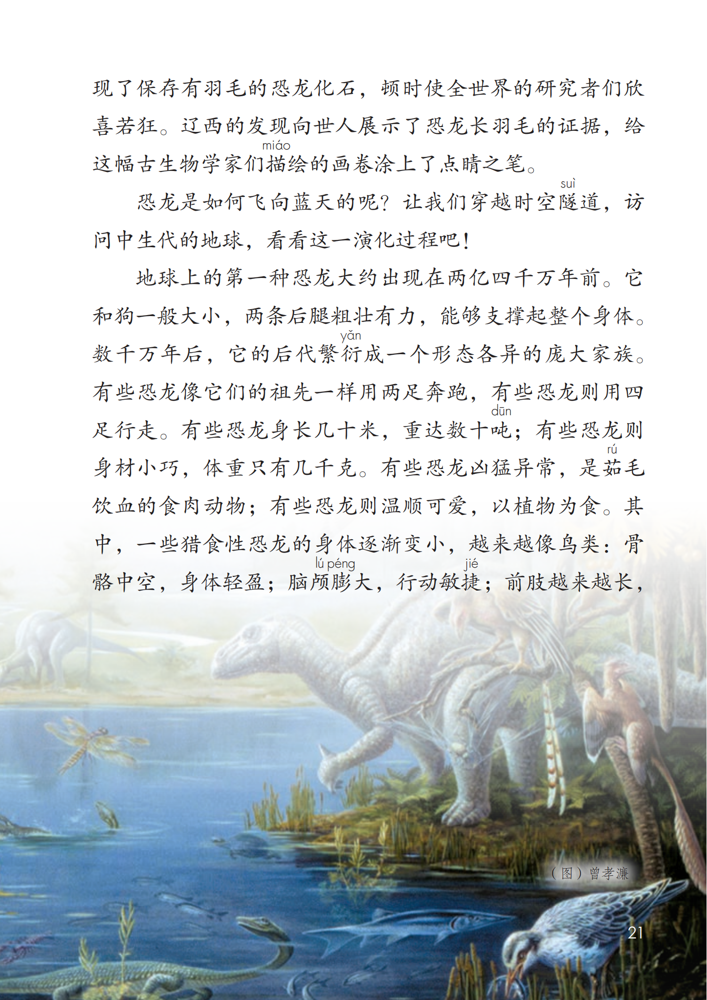 现了保存有羽毛的恐龙化石，顿时使全世界的研究者们欣
喜若狂。辽西的发现向世人展示了恐龙长羽毛的证据，给
miáo
这幅古生物学家们描绘的画卷涂上了点睛之笔。
suì
恐龙是如何飞向蓝天的呢？让我们穿越时空隧道，访
问中生代的地球，看看这一演化过程吧！
地球上的第一种恐龙大约出现在两亿四千万年前。它
和狗一般大小，两条后腿粗壮有力，能够支撑起整个身体。
yǎn
数千万年后，它的后代繁衍成一个形态各异的庞大家族。
有些恐龙像它们的祖先一样用两足奔跑，有些恐龙则用四
dūn
足行走。有些恐龙身长几十米，重达数十吨；有些恐龙则
rú
身材小巧，体重只有几千克。有些恐龙凶猛异常，是茹毛
饮血的食肉动物；有些恐龙则温顺可爱，以植物为食。其
中，一些猎食性恐龙的身体逐渐变小，越来越像鸟类：骨
lú péng jié
骼中空，身体轻盈；脑颅膨大，行动敏捷；前肢越来越长，
（图）曾孝濂
21